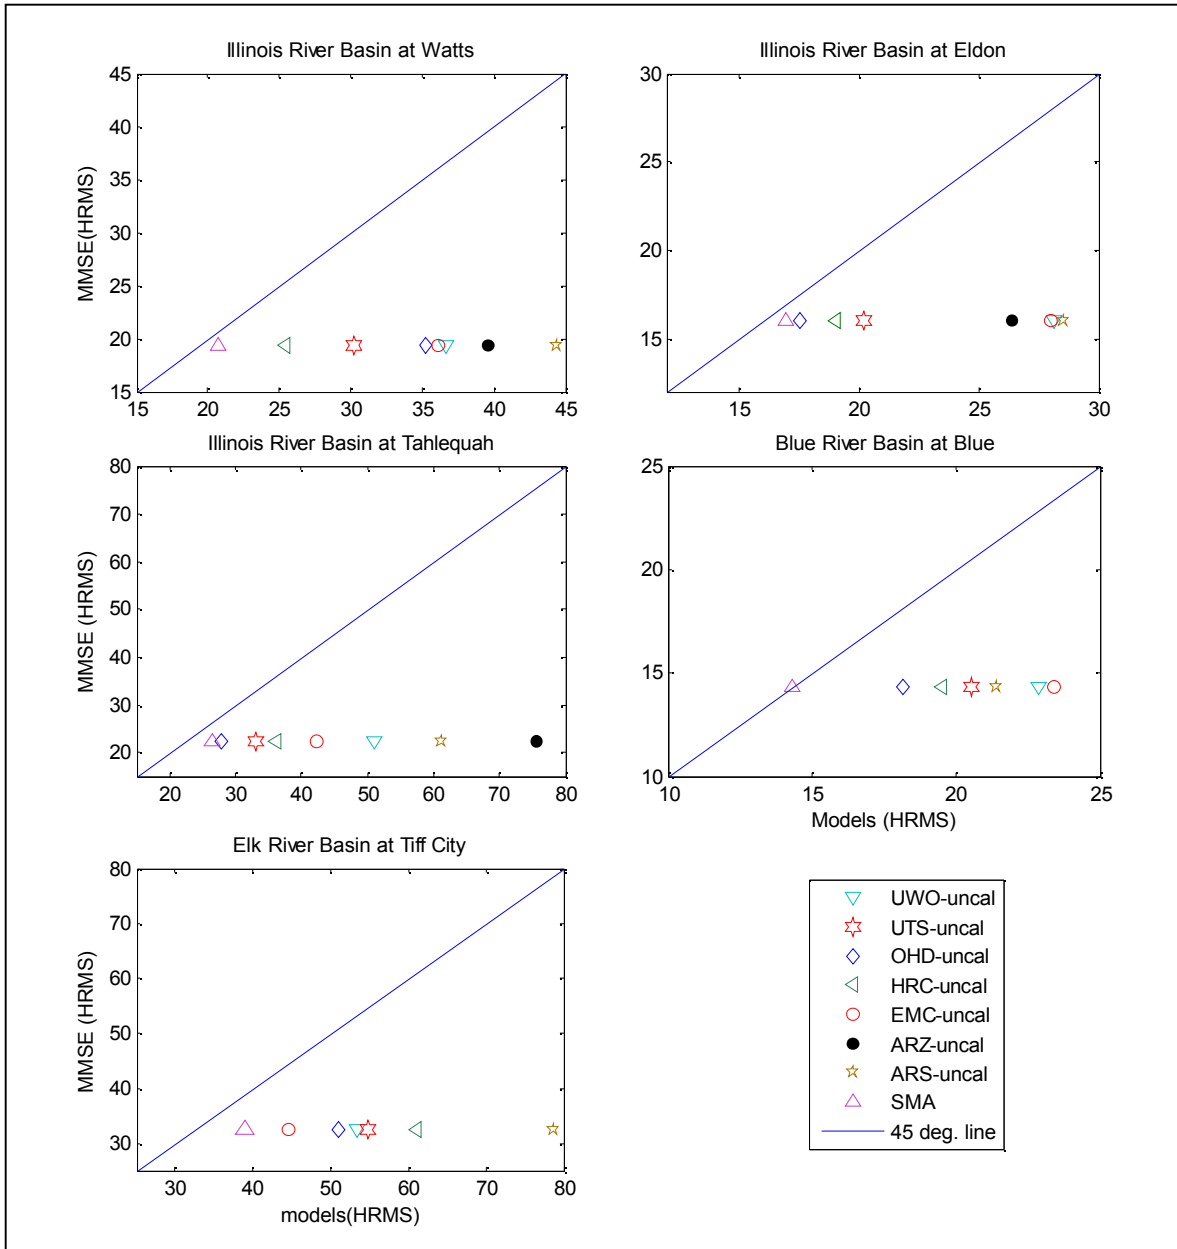 Illinois River Basin at Watts
MMSE(HRMS)
45
40
35
30
25
20
15
15 20 25 30 35 40 45
Illinois River Basin at Eldon
30
25
20
15
15 20 25 30
Illinois River Basin at Tahlequah
MMSE (HRMS)
80
70
60
50
40
30
20
20 30 40 50 60 70 80
Blue River Basin at Blue
25
20
15
10
10 15 20 25
Models (HRMS)
Elk River Basin at Tiff City
MMSE (HRMS)
80
70
60
50
40
30
30 40 50 60 70 80
models(HRMS)
UWO-uncal
UTS-uncal
OHD-uncal
HRC-uncal
EMC-uncal
ARZ-uncal
ARS-uncal
SMA
45 deg. line